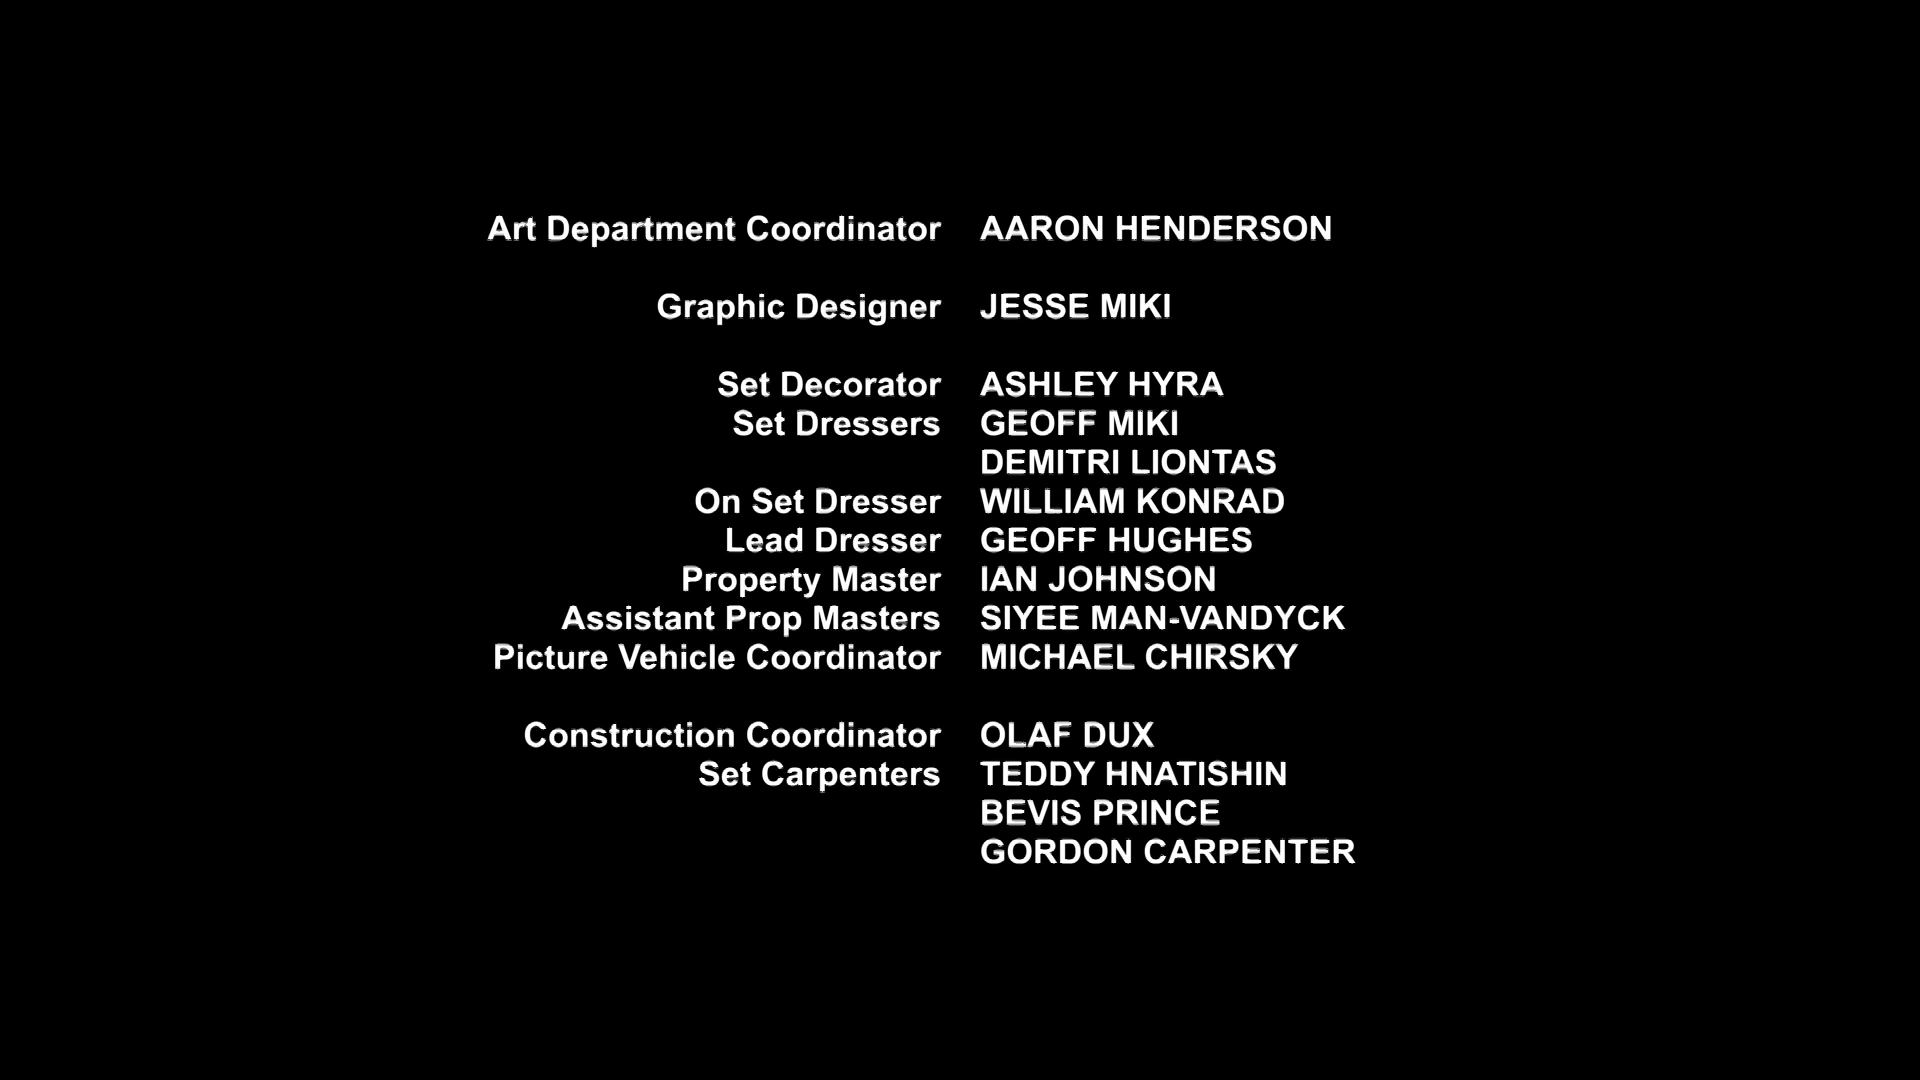 Art Department Coordinator AARON HENDERSON
Graphic Designer JESSE MIKI
Set Decorator ASHLEY HYRA
Set Dressers GEOFF MIKI
DEMITRI LIONTAS
On Set Dresser WILLIAM KONRAD
Lead Dresser GEOFF HUGHES
Property Master IAN JOHNSON
Assistant Prop Masters SIYEE MAN-VANDYCK
Picture Vehicle Coordinator MICHAEL CHIRSKY
Construction Coordinator OLAF DUX
Set Carpenters TEDDY HNATISHIN
BEVIS PRINCE
GORDON CARPENTER